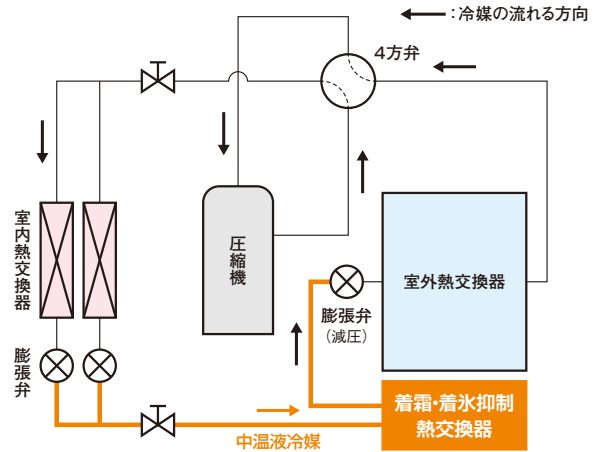 ：冷媒の流れる方向
4方弁
室内熱交換器
圧縮機
室外熱交換器
膨張弁
（減圧）
膨張弁
着霜・着氷抑制
熱交換器
中温液冷媒